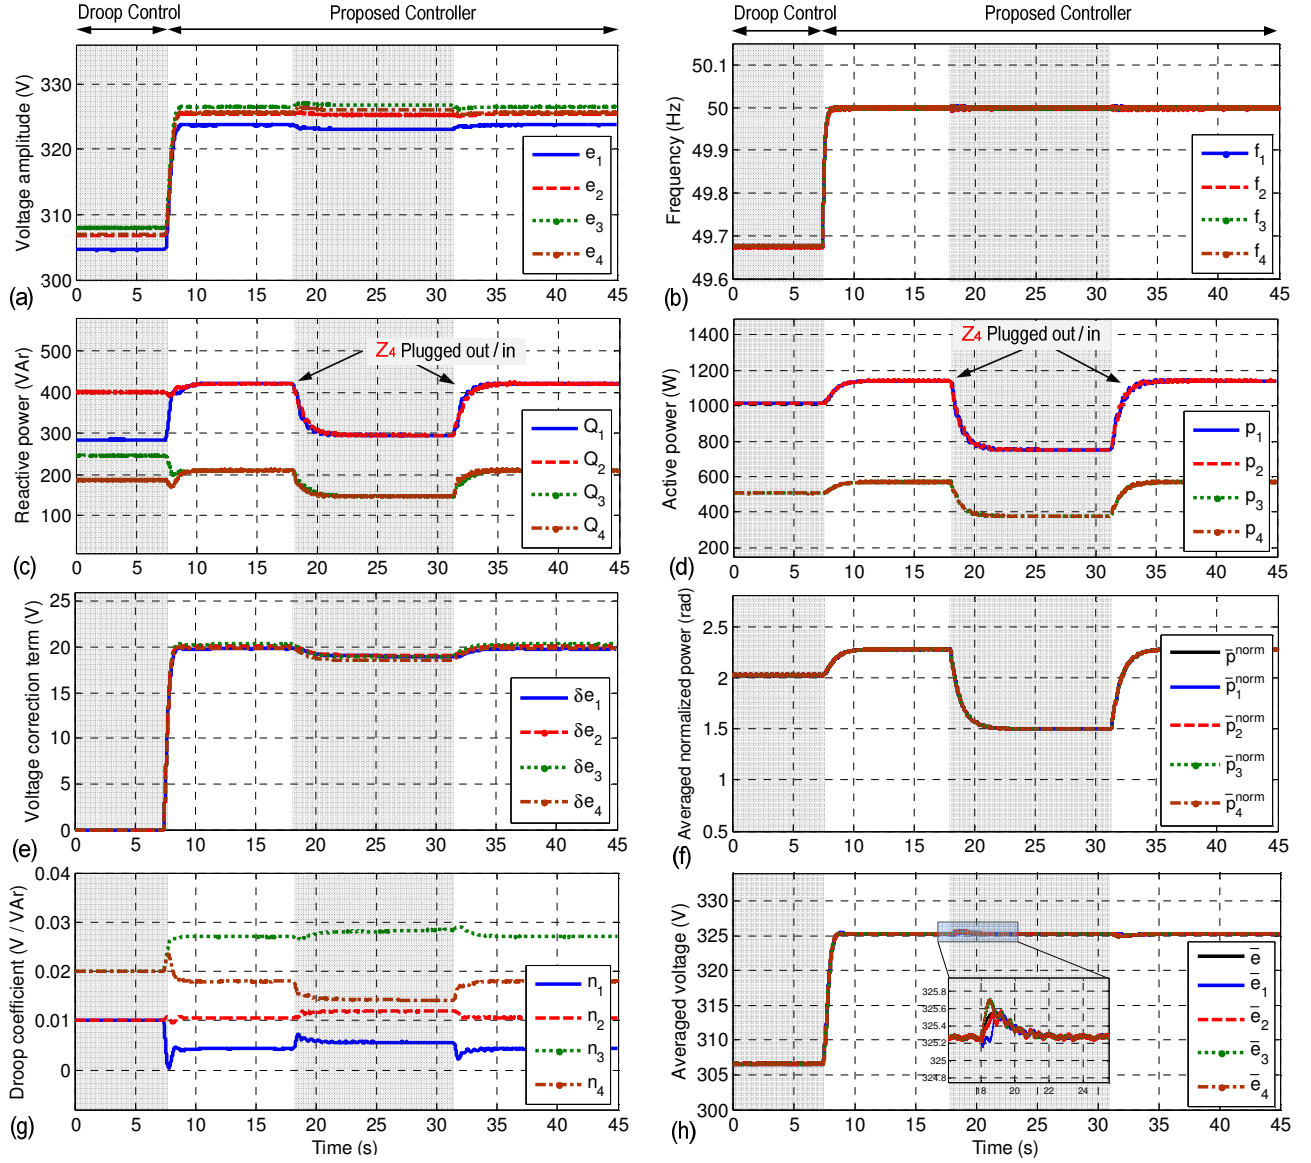 Droop Control
Proposed Controller
Voltage amplitude (V)
330
320
310
300
e1
e2
e3
e4
0 5 10 15 20 25 30 35 40 45
(a)
Droop Control
Proposed Controller
Frequency (Hz)
50.1
50
49.9
49.8
49.7
49.6
f1
f2
f3
f4
0 5 10 15 20 25 30 35 40 45
(b)
Reactive power (VAr)
500
400
300
200
100
Z4 Plugged out / in
Q1
Q2
Q3
Q4
0 5 10 15 20 25 30 35 40 45
(c)
Active power (W)
1400
1200
1000
800
600
400
200
Z4 Plugged out / in
p1
p2
p3
p4
0 5 10 15 20 25 30 35 40 45
(d)
Voltage correction term (V)
25
20
15
10
5
0
δe1
δe2
δe3
δe4
0 5 10 15 20 25 30 35 40 45
(e)
Averaged normalized power (rad)
2.5
2
1.5
1
0.5
p̅norm
p̅1norm
p̅2norm
p̅3norm
p̅4norm
0 5 10 15 20 25 30 35 40 45
(f)
Droop coefficient (V / VAr)
0.04
0.03
0.02
0.01
0
n1
n2
n3
n4
0 5 10 15 20 25 30 35 40 45
Time (s)
(g)
Averaged voltage (V)
330
325
320
315
310
305
300
325.8
325.6
325.4
325.2
325
324.8
18 20 22 24
e̅
e̅1
e̅2
e̅3
e̅4
0 5 10 15 20 25 30 35 40 45
Time (s)
(h)